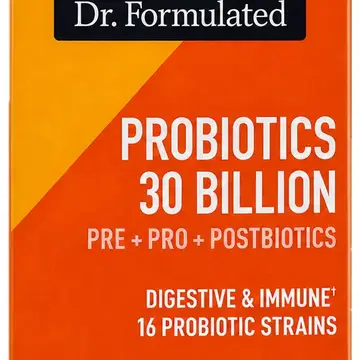 Dr. Formulated
PROBIOTICS
30 BILLION
PRE + PRO + POSTBIOTICS
DIGESTIVE & IMMUNE†
16 PROBIOTIC STRAINS